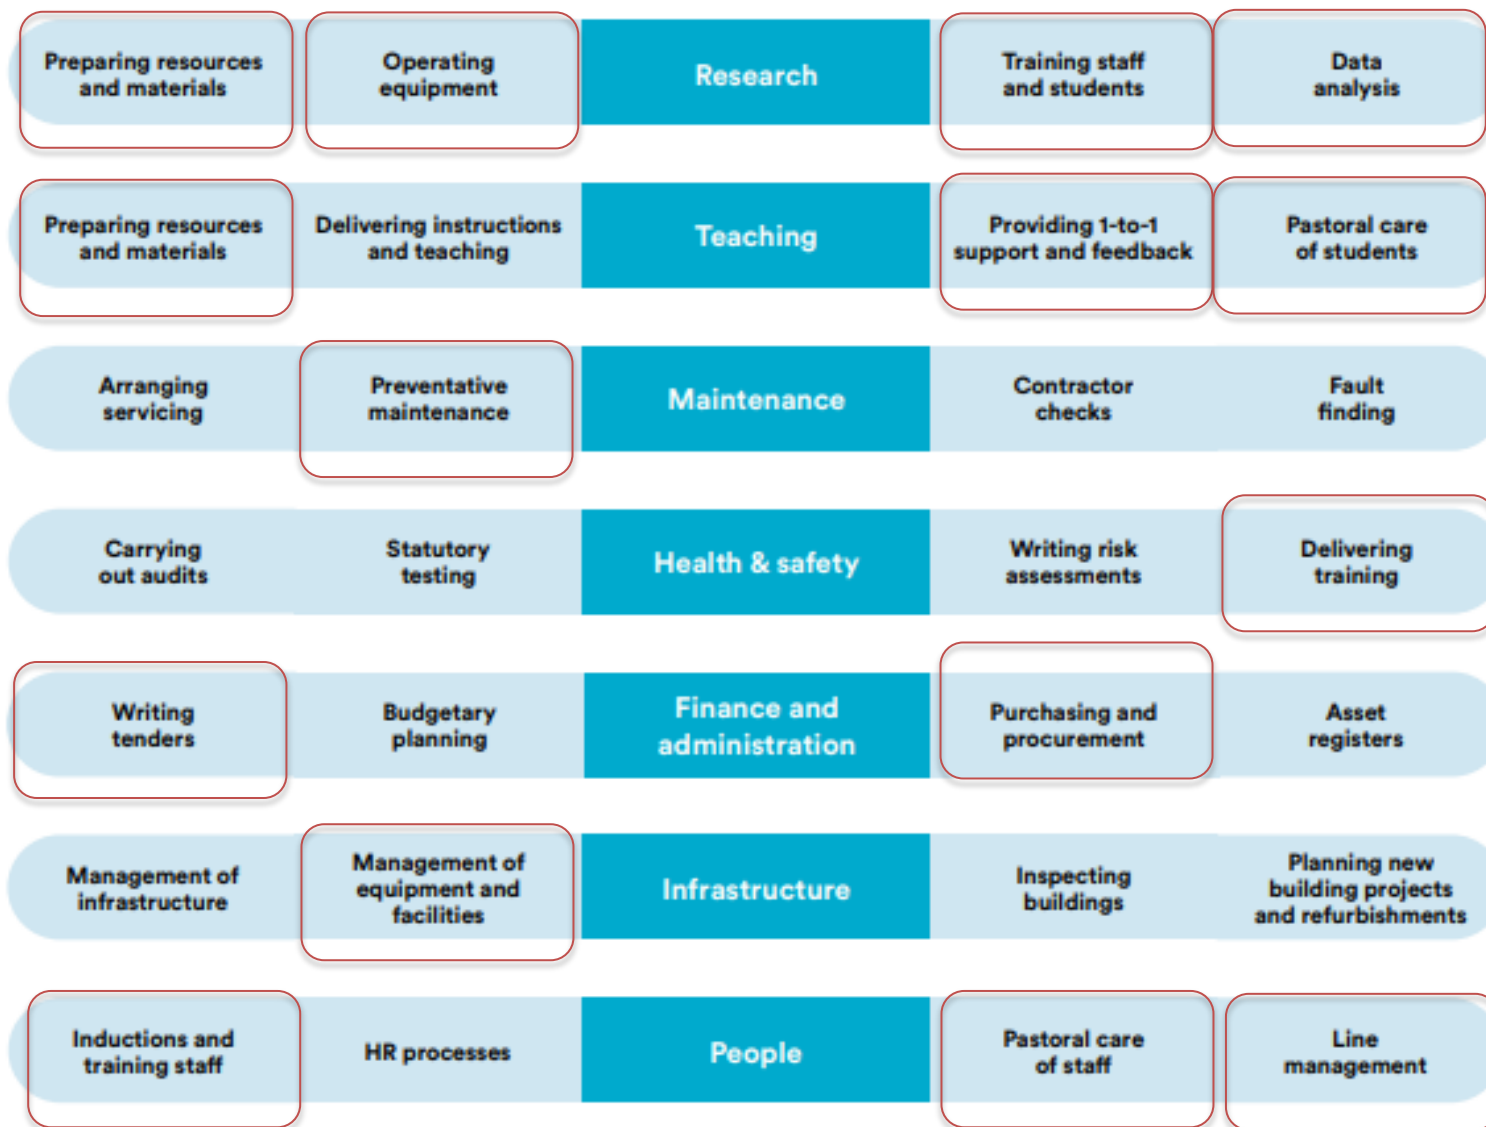 Preparing resources
and materials
Operating
equipment
Research
Training staff
and students
Data
analysis
Preparing resources
and materials
Delivering instructions
and teaching
Teaching
Providing 1-to-1
support and feedback
Pastoral care
of students
Arranging
servicing
Preventative
maintenance
Maintenance
Contractor
checks
Fault
finding
Carrying
out audits
Statutory
testing
Health & safety
Writing risk
assessments
Delivering
training
Writing
tenders
Budgetary
planning
Finance and
administration
Purchasing and
procurement
Asset
registers
Management of
infrastructure
Management of
equipment and
facilities
Infrastructure
Inspecting
buildings
Planning new
building projects
and refurbishments
Inductions and
training staff
HR processes
People
Pastoral care
of staff
Line
management